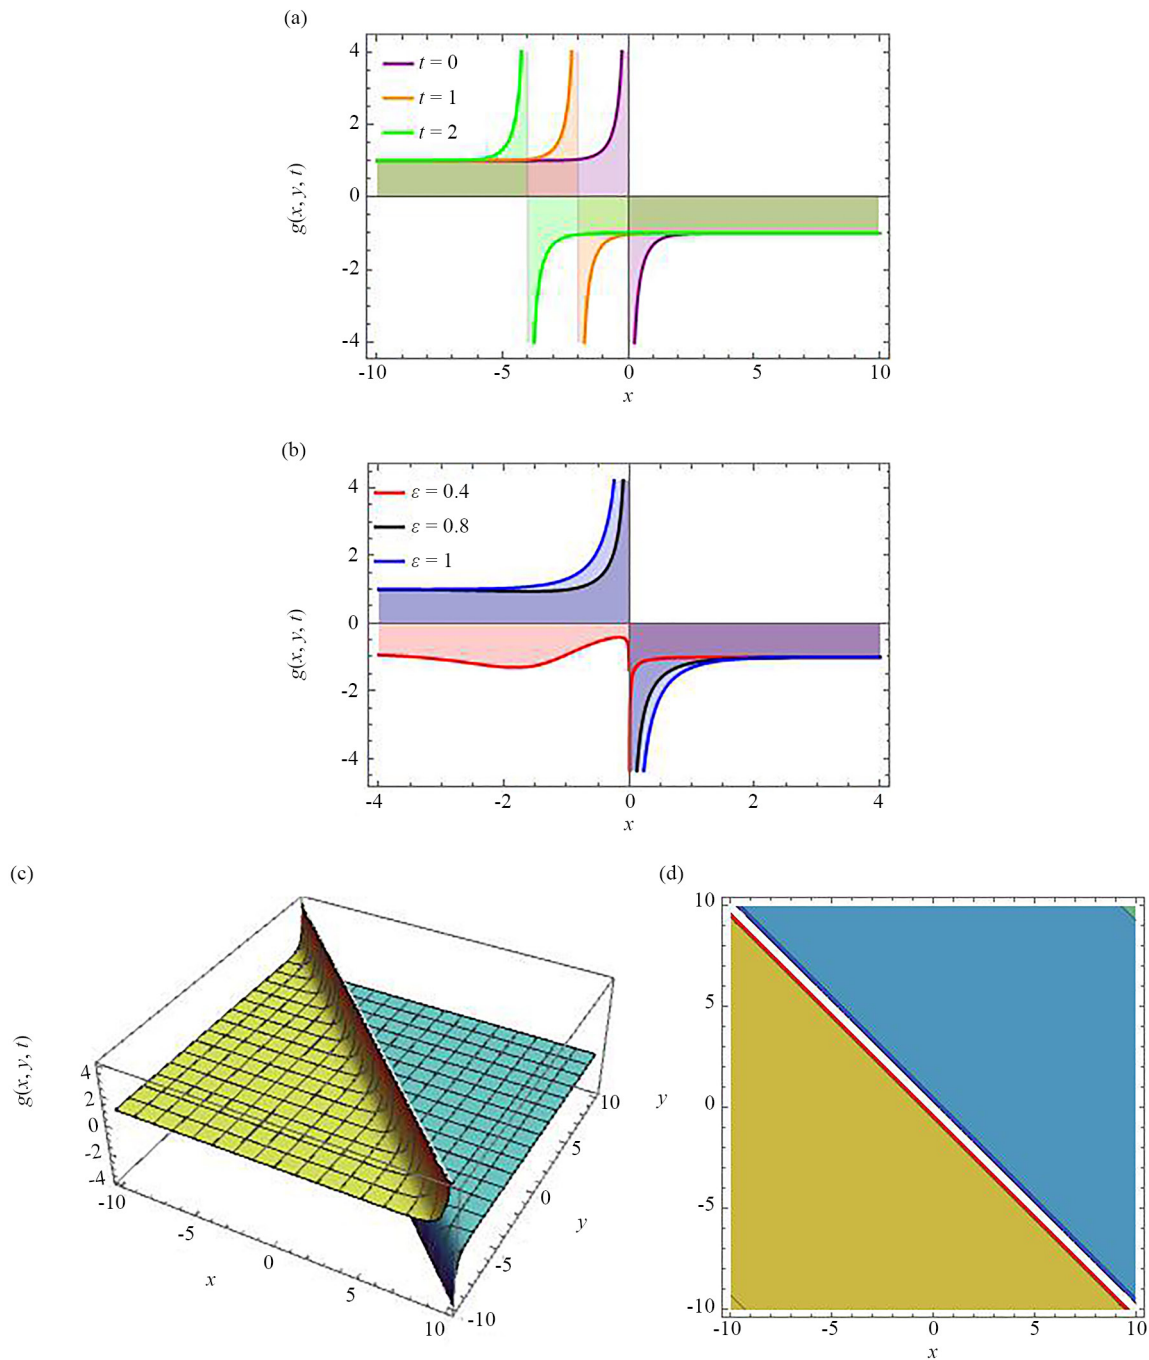 (a)
4
2
0
-2
-4
g(x, y, t)
t = 0
t = 1
t = 2
-10 -5 0 5 10
x
(b)
4
2
0
-2
-4
g(x, y, t)
ε = 0.4
ε = 0.8
ε = 1
-4 -2 0 2 4
x
(c)
g(x, y, t)
4
2
0
-2
-4
-10
-5
0
5
10
x
-10
-5
0
5
10
y
(d)
10
5
0
-5
-10
y
-10 -5 0 5 10
x